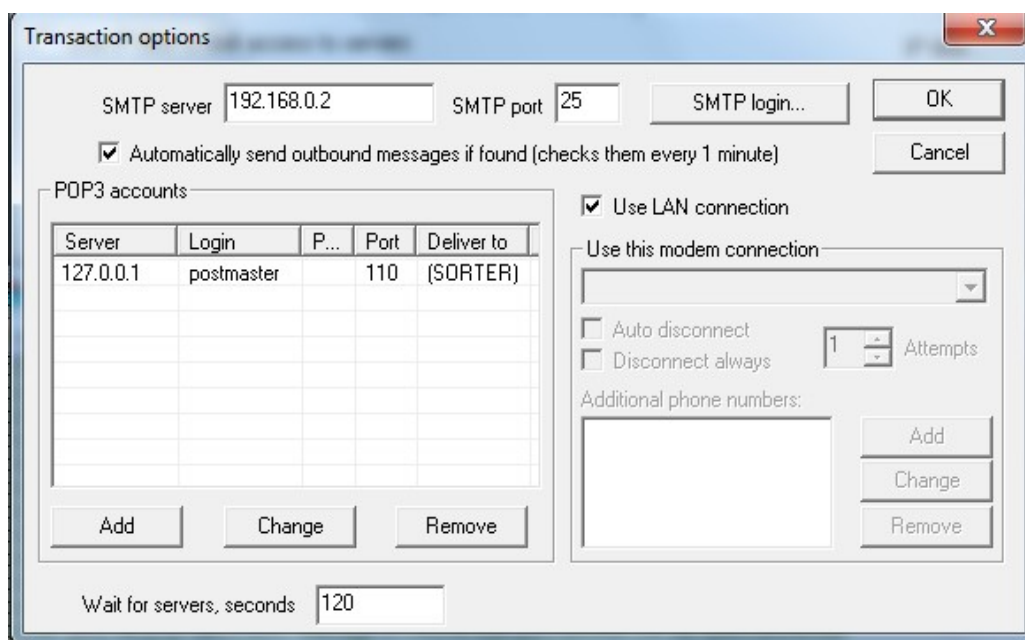 Transaction options
SMTP server 192.168.0.2 SMTP port 25 SMTP login... OK
Automatically send outbound messages if found (checks them every 1 minute) Cancel
POP3 accounts
Server Login P... Port Deliver to
127.0.0.1 postmaster 110 (SORTER)
Add Change Remove
Use LAN connection
Use this modem connection
Auto disconnect
Disconnect always
1 Attempts
Additional phone numbers:
Add
Change
Remove
Wait for servers, seconds 120